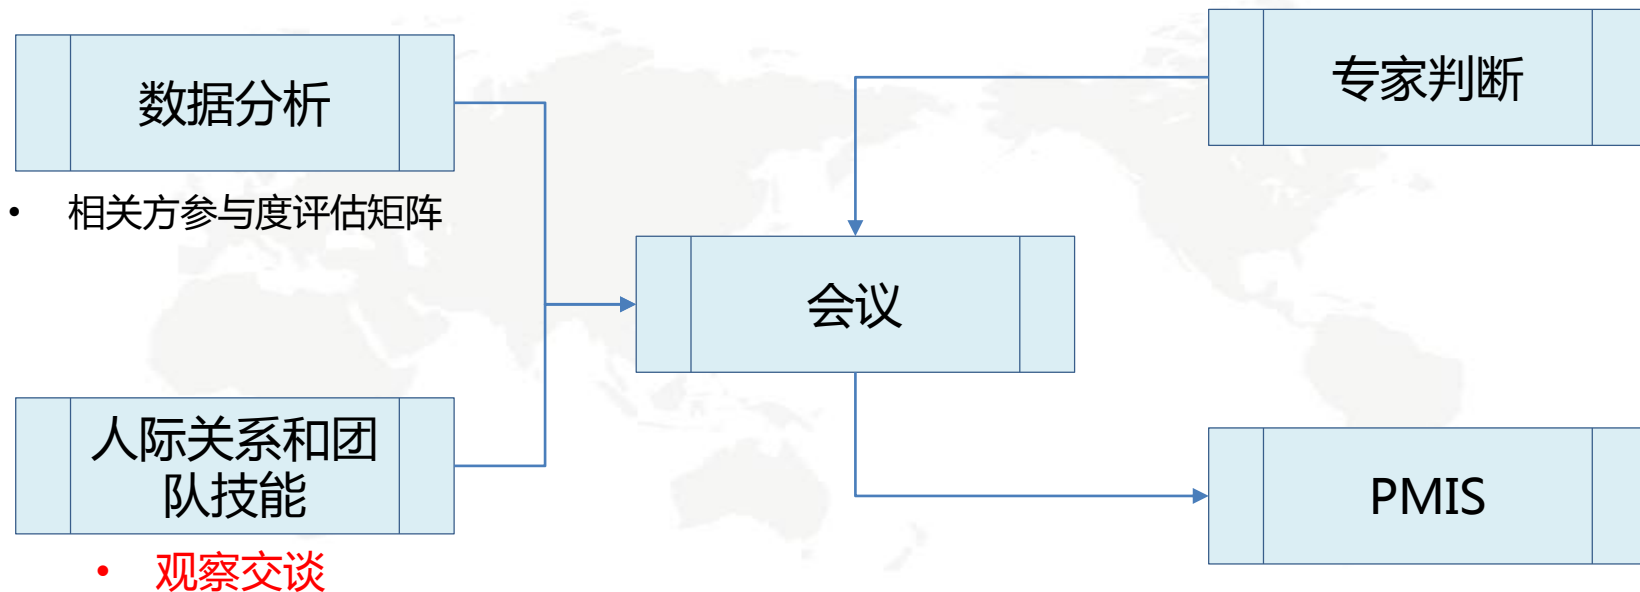 数据分析
• 相关方参与度评估矩阵
专家判断
会议
人际关系和团
队技能
• 观察交谈
PMIS